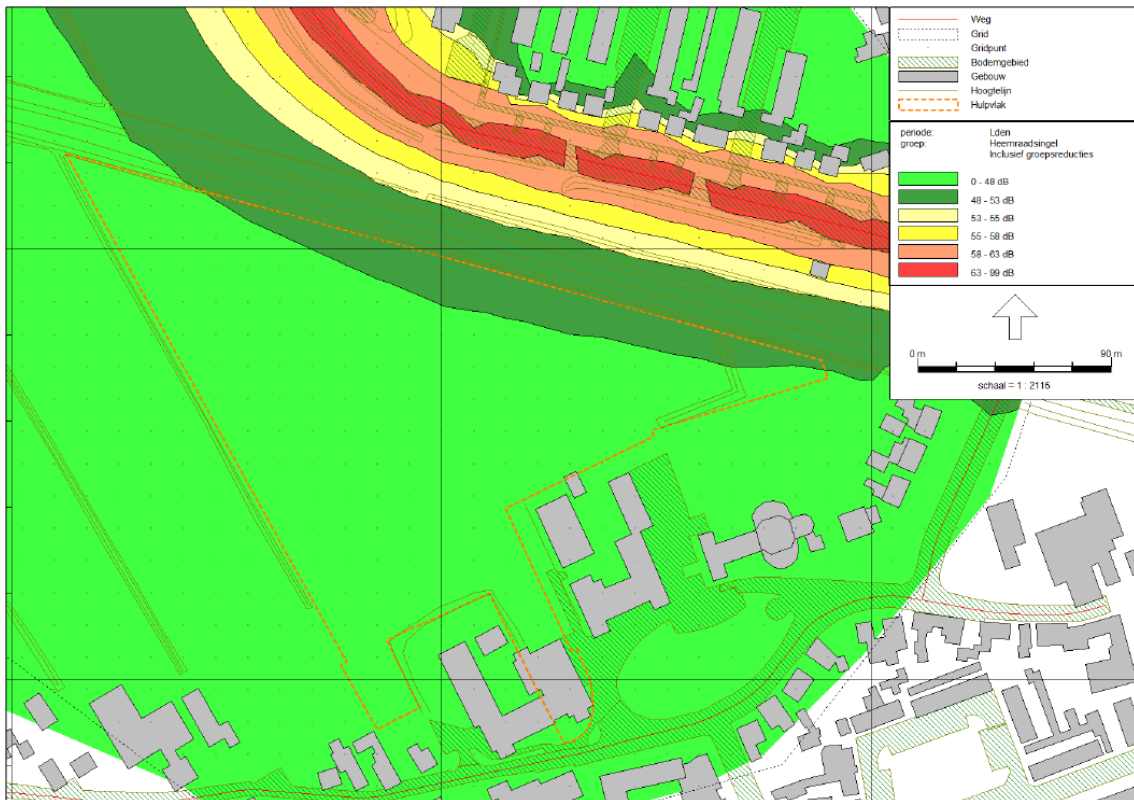 Weg
Grid
Gridpunt
Bodemgebied
Gebouw
Hoogtelijn
Hulpvlak
periode: Lden
groep: Heemraadsingel
Inclusief groepsreducties
0 - 48 dB
48 - 53 dB
53 - 55 dB
55 - 58 dB
58 - 63 dB
63 - 99 dB
0 m 90 m
schaal = 1 : 2115